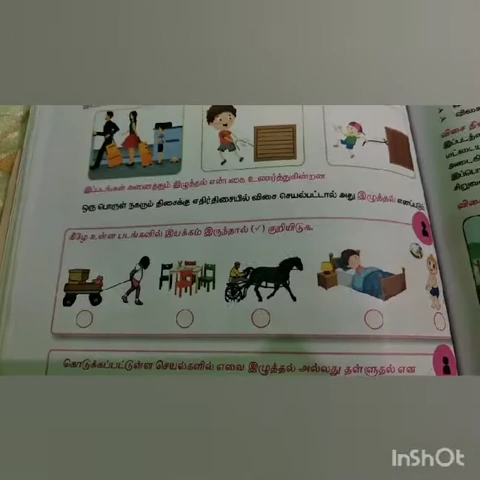 இப்படங்கள் அனைத்தும் இழுத்தல் என்பதை உணர்த்துகின்றன
ஒரு பொருள் நகரும் திசைக்கு எதிர்திசையில் விசை செயல்பட்டால் அது இழுத்தல் எனப்படும்
கீழே உள்ள படங்களில் இயக்கம் இருந்தால் (✓) குறியிடுக.
கொடுக்கப்பட்டுள்ள செயல்களில் எவை இழுத்தல் அல்லது தள்ளுதல் என
விசை
InShOt